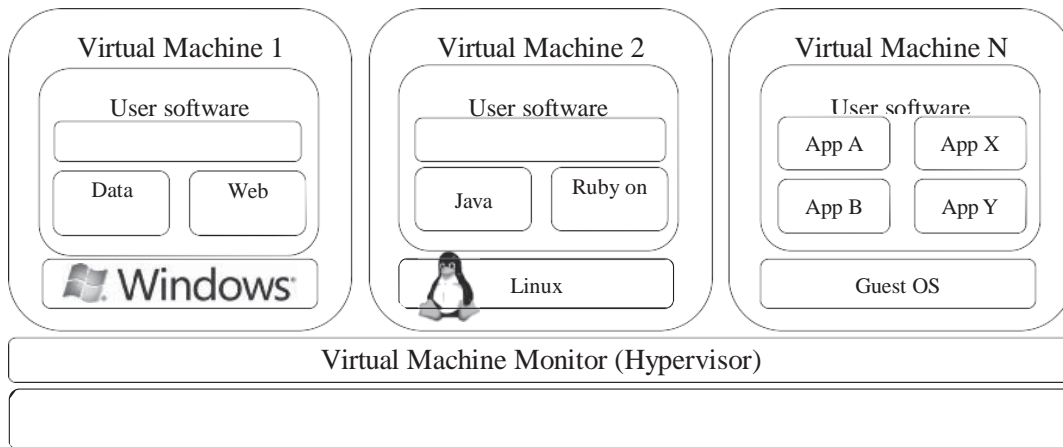 Virtual Machine 1
Virtual Machine 2
Virtual Machine N
User software
User software
User software
App A
App X
Data
Web
Java
Ruby on
App B
App Y
Windows
Linux
Guest OS
Virtual Machine Monitor (Hypervisor)